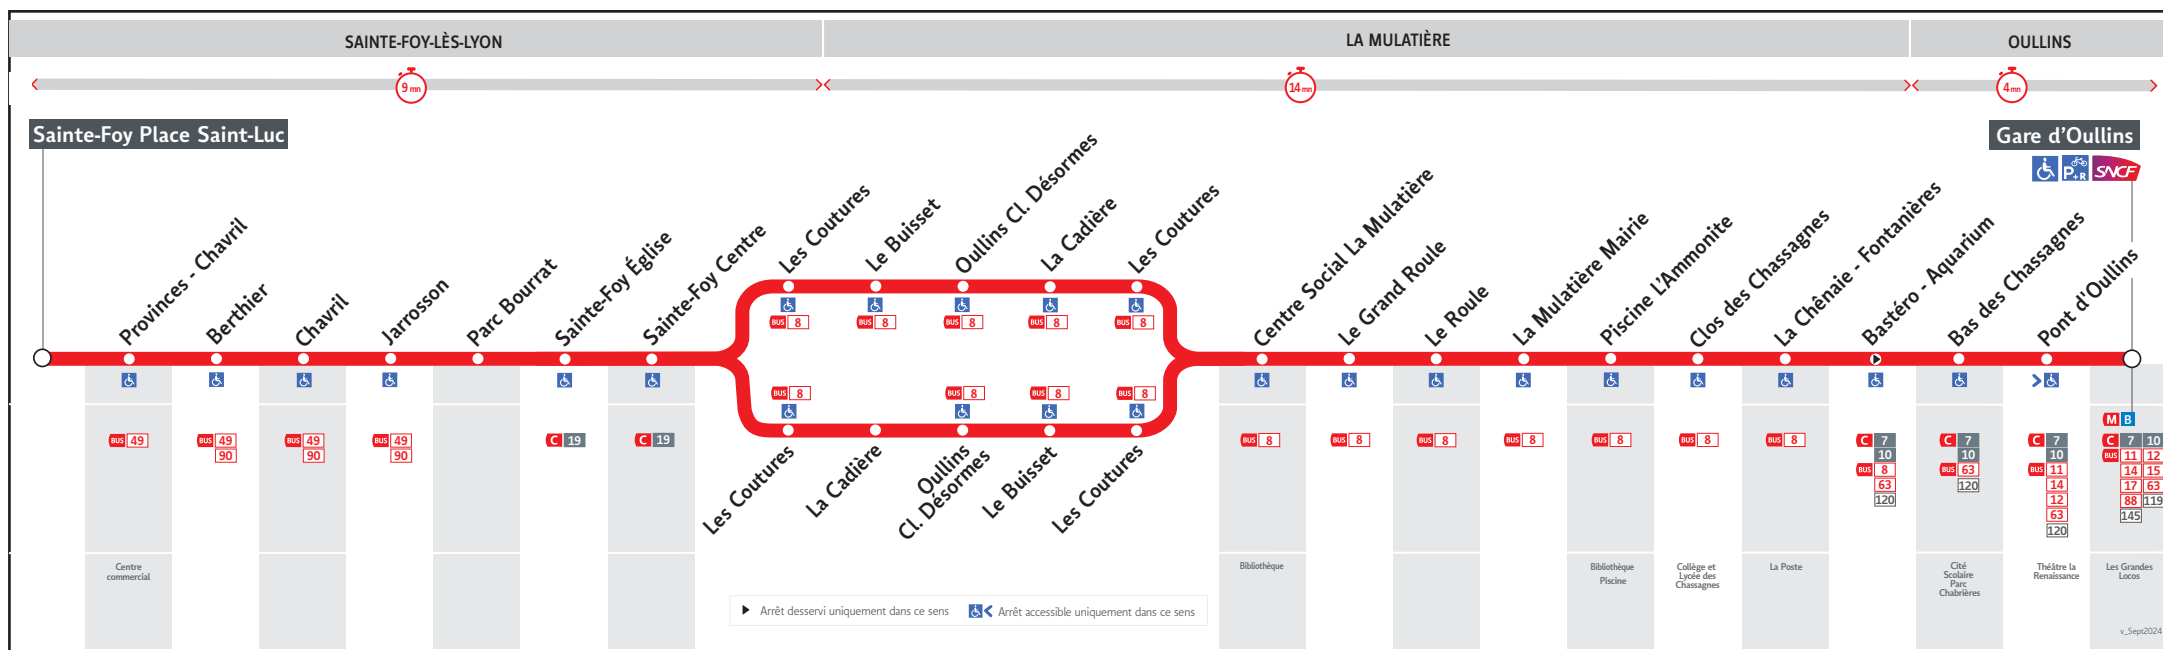 SAINTE-FOY-LÈS-LYON
LA MULATIÈRE
OULLINS
9 mn
14 mn
4 mn
Sainte-Foy Place Saint-Luc
Gare d'Oullins
P+R
SNCF
Provinces - Chavril
Berthier
Chavril
Jarrosson
Parc Bourrat
Sainte-Foy Église
Sainte-Foy Centre
Les Coutures
Le Buisset
Oullins Cl. Désormes
La Cadière
Les Coutures
Centre Social La Mulatière
Le Grand Roule
Le Roule
La Mulatière Mairie
Piscine L'Ammonite
Clos des Chassagnes
La Chênaie - Fontanières
Bastéro - Aquarium
Bas des Chassagnes
Pont d'Oullins
BUS 8
BUS 8
BUS 8
BUS 8
BUS 8
BUS 8
BUS 8
BUS 8
BUS 8
Les Coutures
La Cadière
Oullins
Cl. Désormes
Le Buisset
Les Coutures
BUS 49
BUS 49
90
BUS 49
90
BUS 49
90
C 19
C 19
BUS 8
BUS 8
BUS 8
BUS 8
BUS 8
BUS 8
BUS 8
C 7
10
BUS 8
63
120
C 7
10
BUS 63
120
C 7
10
BUS 11
14
12
63
120
M B
C 7 10
BUS 11 12
14 15
17 63
88 119
145
Centre
commercial
Bibliothèque
Bibliothèque
Piscine
Collège et
Lycée des
Chassagnes
La Poste
Cité
Scolaire
Parc
Chabrières
Théâtre la
Renaissance
Les Grandes
Locos
Arrêt desservi uniquement dans ce sens
Arrêt accessible uniquement dans ce sens
v_Sept2024